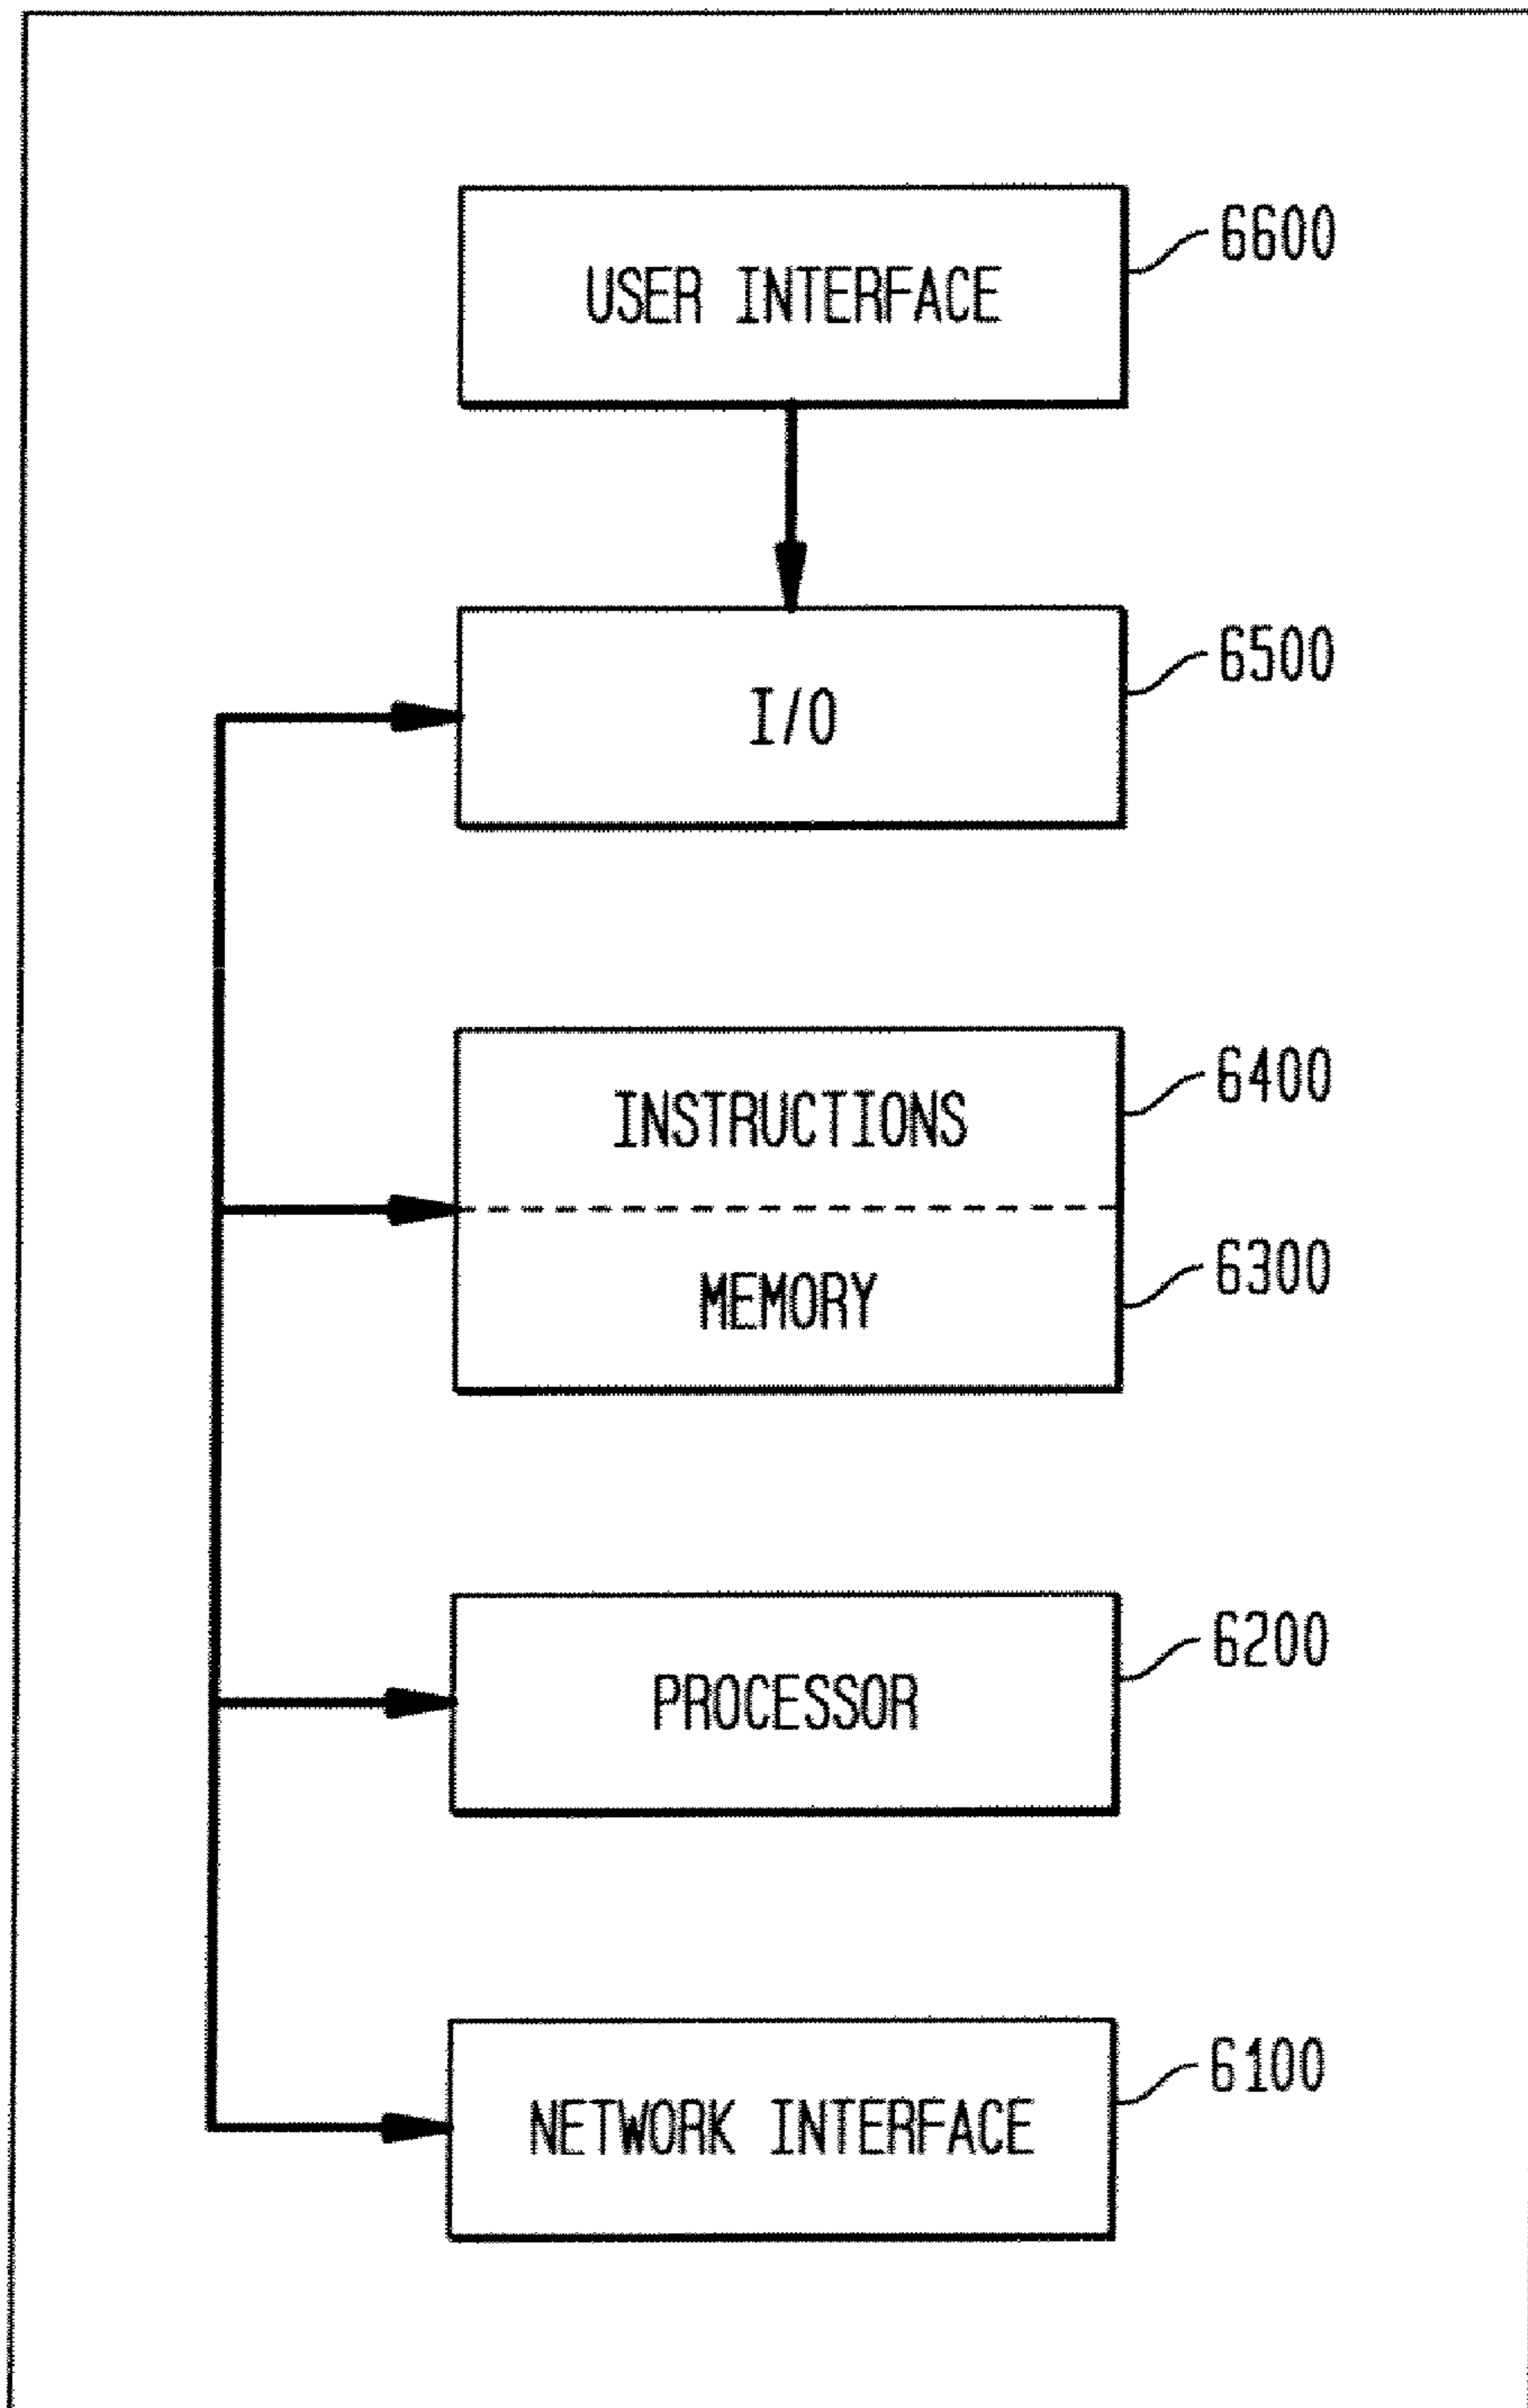 6600
USER INTERFACE
6500
I/O
6400
INSTRUCTIONS
6300
MEMORY
6200
PROCESSOR
6100
NETWORK INTERFACE